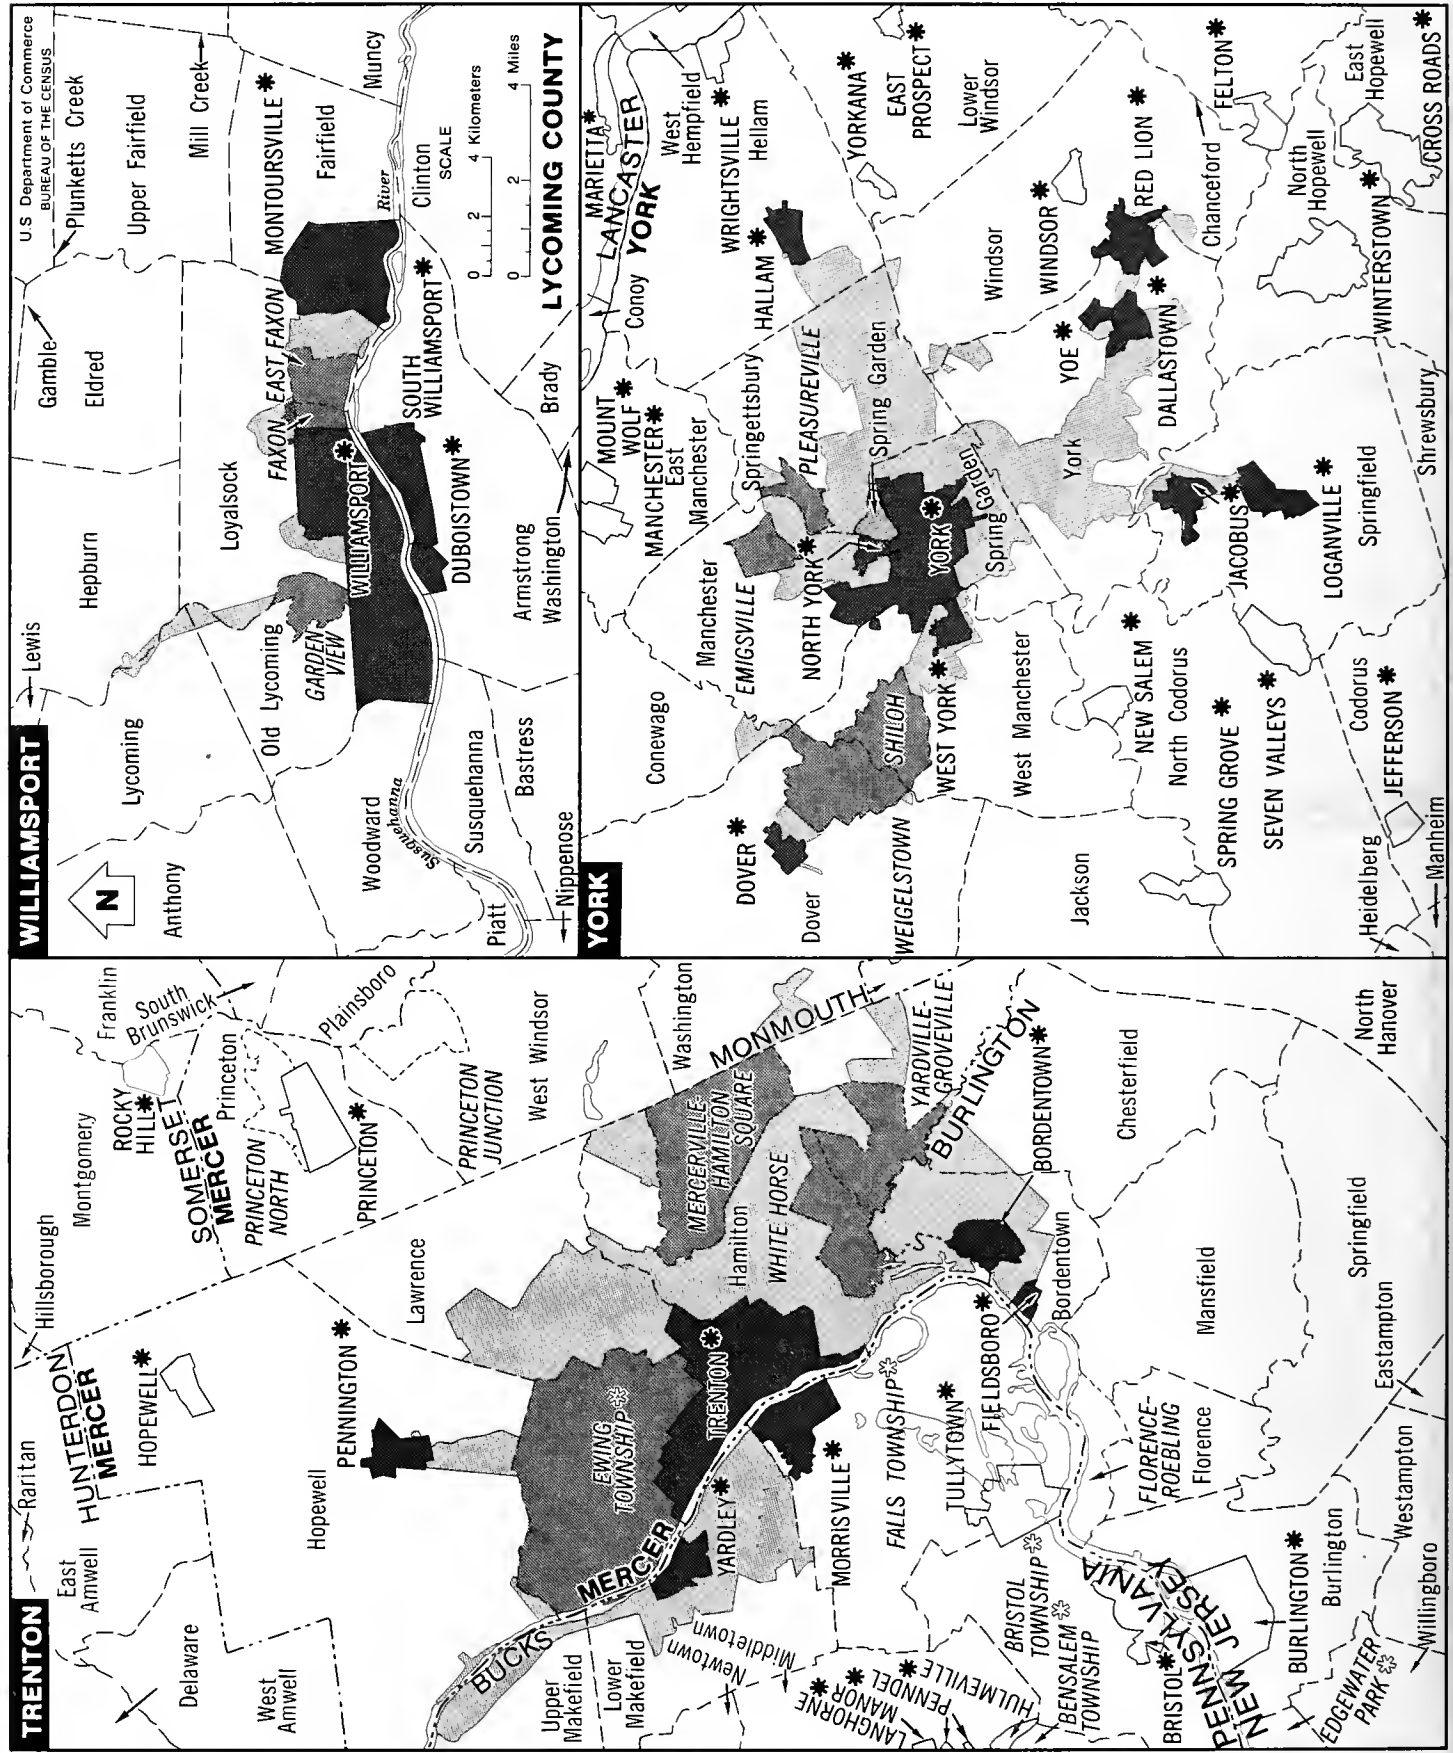 WILLIAMSPORT
U.S. Department of Commerce
BUREAU OF THE CENSUS
Lewis
Gamble
Plunketts Creek
Lycoming
Hepburn
Eldred
Upper Fairfield
Mill Creek
N
Anthony
Old Lycoming
Loyalsock
FAXON
EAST FAXON
MONTOURSVILLE
Fairfield
Muncy
GARDEN
VIEW
WILLIAMSPORT
River
Woodward
Susquehanna
SOUTH
WILLIAMSPORT
Clinton
DUBOISTOWN
Susquehanna
Piatt
Bastress
Armstrong
Washington
Brady
Nippenose
SCALE
0 2 4 Kilometers
0 2 4 Miles
LYCOMING COUNTY
YORK
MARIETTA
LANCASTER
YORK
Conoy
MOUNT
WOLF
MANCHESTER
East
Manchester
West
Hempfield
WRIGHTSVILLE
Hellam
HALLAM
Conewago
Manchester
EMIGSVILLE
Springettsbury
PLEASUREVILLE
YORKANA
EAST
PROSPECT
Lower
Windsor
DOVER
Dover
NORTH YORK
Spring Garden
SHILOH
WEIGELSTOWN
WEST YORK
YORK
Spring
Garden
Windsor
WINDSOR
West Manchester
York
YOE
RED LION
Jackson
NEW SALEM
North Codorus
DALLASTOWN
Chanceford
FELTON
SPRING GROVE
SEVEN VALLEYS
JACOBUS
North
Hopewell
East
Hopewell
LOGANVILLE
Springfield
WINTERSTOWN
CROSS ROADS
Codorus
JEFFERSON
Heidelberg
Manheim
Shrewsbury
TRENTON
Raritan
Hillsborough
East
Amwell
HUNTERDON
MERCER
Montgomery
Franklin
South
Brunswick
ROCKY
HILL
SOMERSET
MERCER
Princeton
Plainsboro
Delaware
HOPEWELL
PRINCETON
NORTH
West
Amwell
Hopewell
PENNINGTON
PRINCETON
Lawrence
PRINCETON
JUNCTION
West Windsor
BUCKS
MERCER
EWING
TOWNSHIP
Washington
MERCERVILLE-
HAMILTON
SQUARE
MONMOUTH
Upper
Makefield
Lower
Makefield
Newtown
Middletown
YARDLEY
TRENTON
Hamilton
WHITE HORSE
MORRISVILLE
LANGHORNE
MANOR
PENNDEL
HULMEVILLE
FALLS TOWNSHIP
S
YARDVILLE-
GROVEVILLE
BURLINGTON
TULLYTOWN
FIELDSBORO
BORDENTOWN
Bordentown
BRISTOL
TOWNSHIP
BENSALEM
TOWNSHIP
Chesterfield
BRISTOL
PENNSYLVANIA
NEW JERSEY
FLORENCE-
ROEBLING
Florence
Mansfield
BURLINGTON
Burlington
EDGEWATER
PARK
Willingboro
Westampton
Eastampton
Springfield
North
Hanover